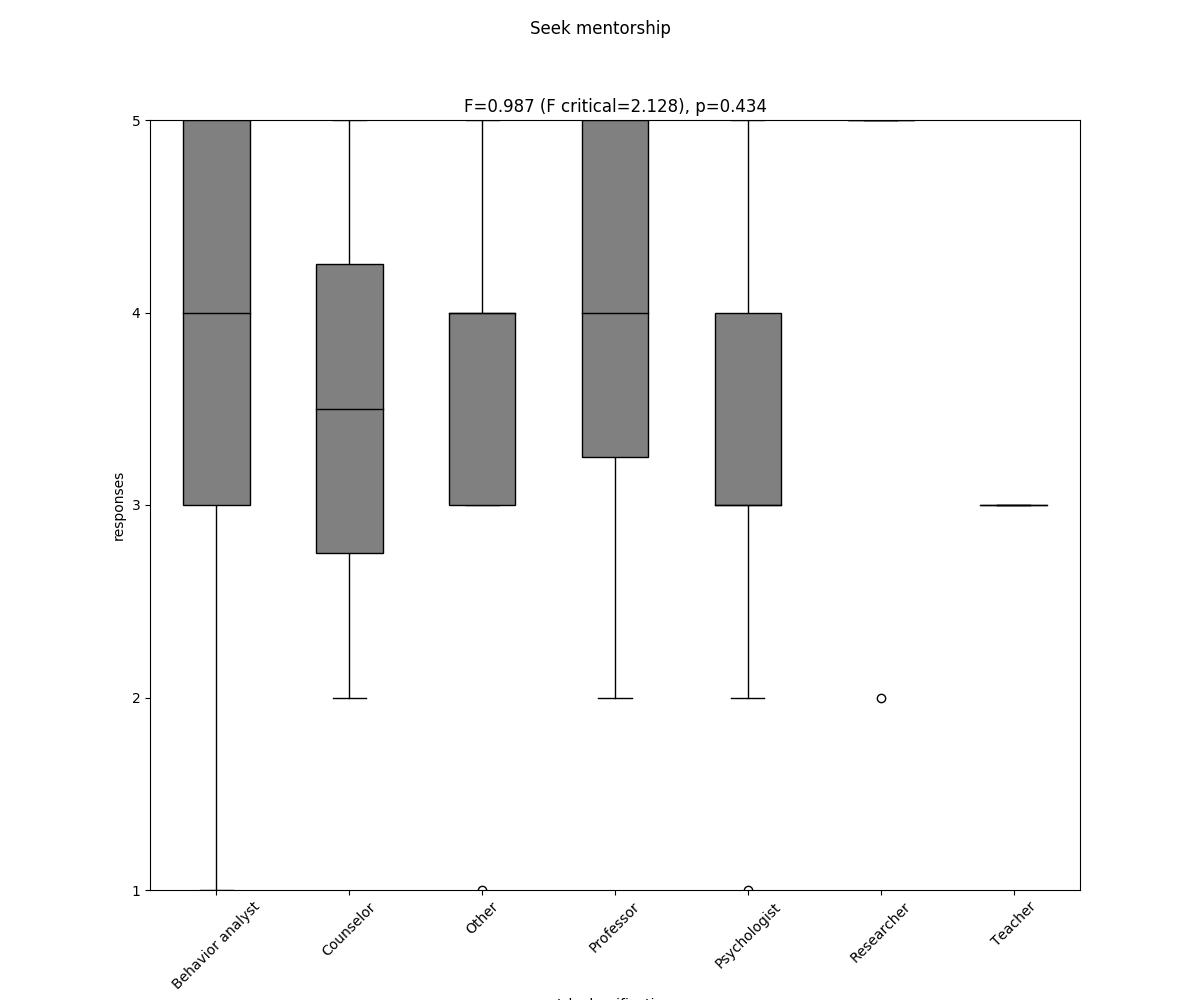 Seek mentorship
F=0.987 (F critical=2.128), p=0.434
5
4
3
2
1
responses
Behavior analyst
Counselor
Other
Professor
Psychologist
Researcher
Teacher